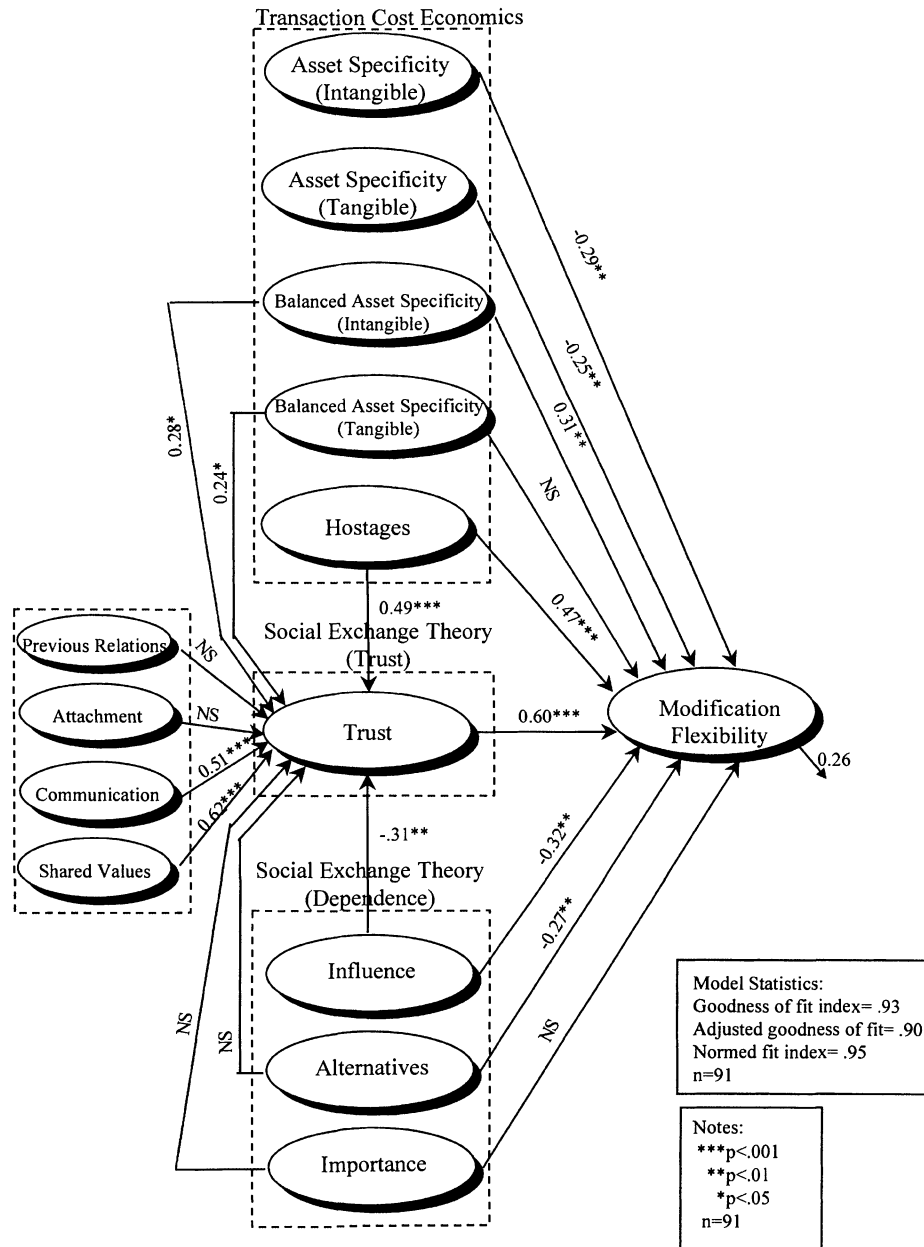 Transaction Cost Economics
Asset Specificity
(Intangible)
Asset Specificity
(Tangible)
Balanced Asset Specificity
(Intangible)
Balanced Asset Specificity
(Tangible)
Hostages
-0.29**
-0.25**
0.31**
NS
0.47***
0.28*
0.24*
0.49***
Social Exchange Theory
(Trust)
Previous Relations
Attachment
Communication
Shared Values
NS
NS
0.51***
0.62***
Trust
0.60***
Modification
Flexibility
0.26
-.31**
Social Exchange Theory
(Dependence)
Influence
Alternatives
Importance
NS
NS
-0.32**
-0.27**
NS
Model Statistics:
Goodness of fit index= .93
Adjusted goodness of fit= .90
Normed fit index= .95
n=91
Notes:
***p<.001
**p<.01
*p<.05
n=91